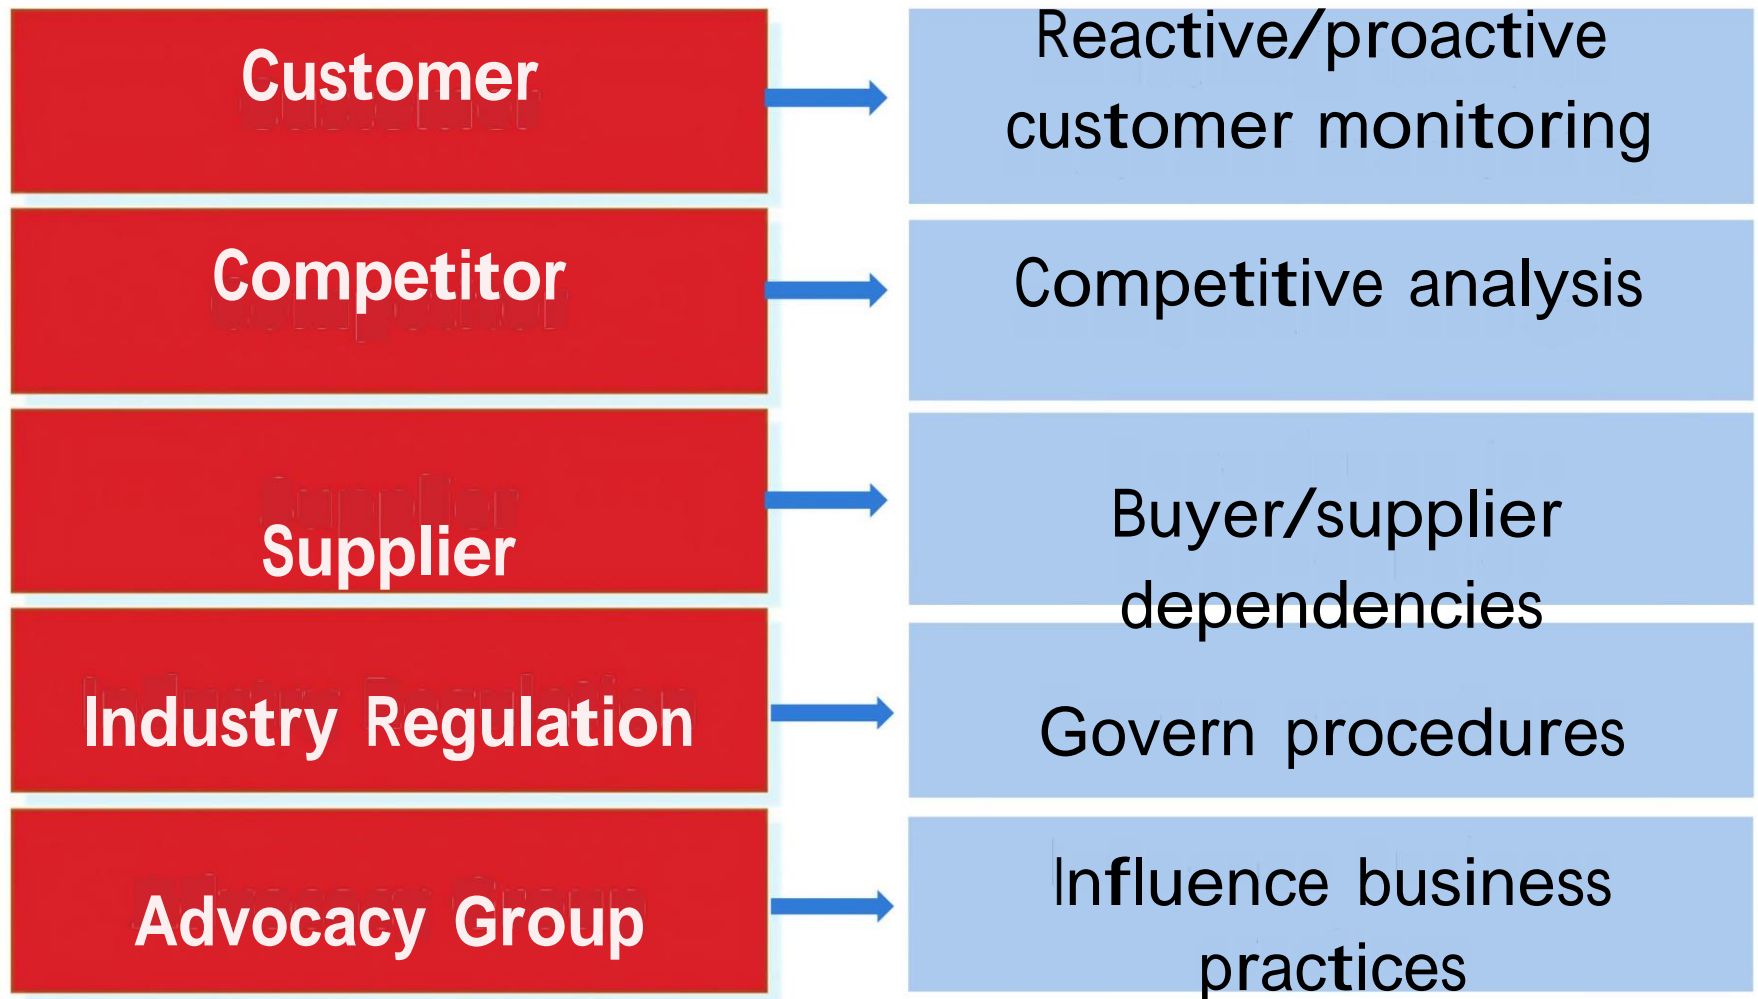 Customer
Reactive/proactive
customer monitoring
Competitor
Competitive analysis
Supplier
Buyer/supplier
dependencies
Industry Regulation
Govern procedures
Advocacy Group
Influence business
practices